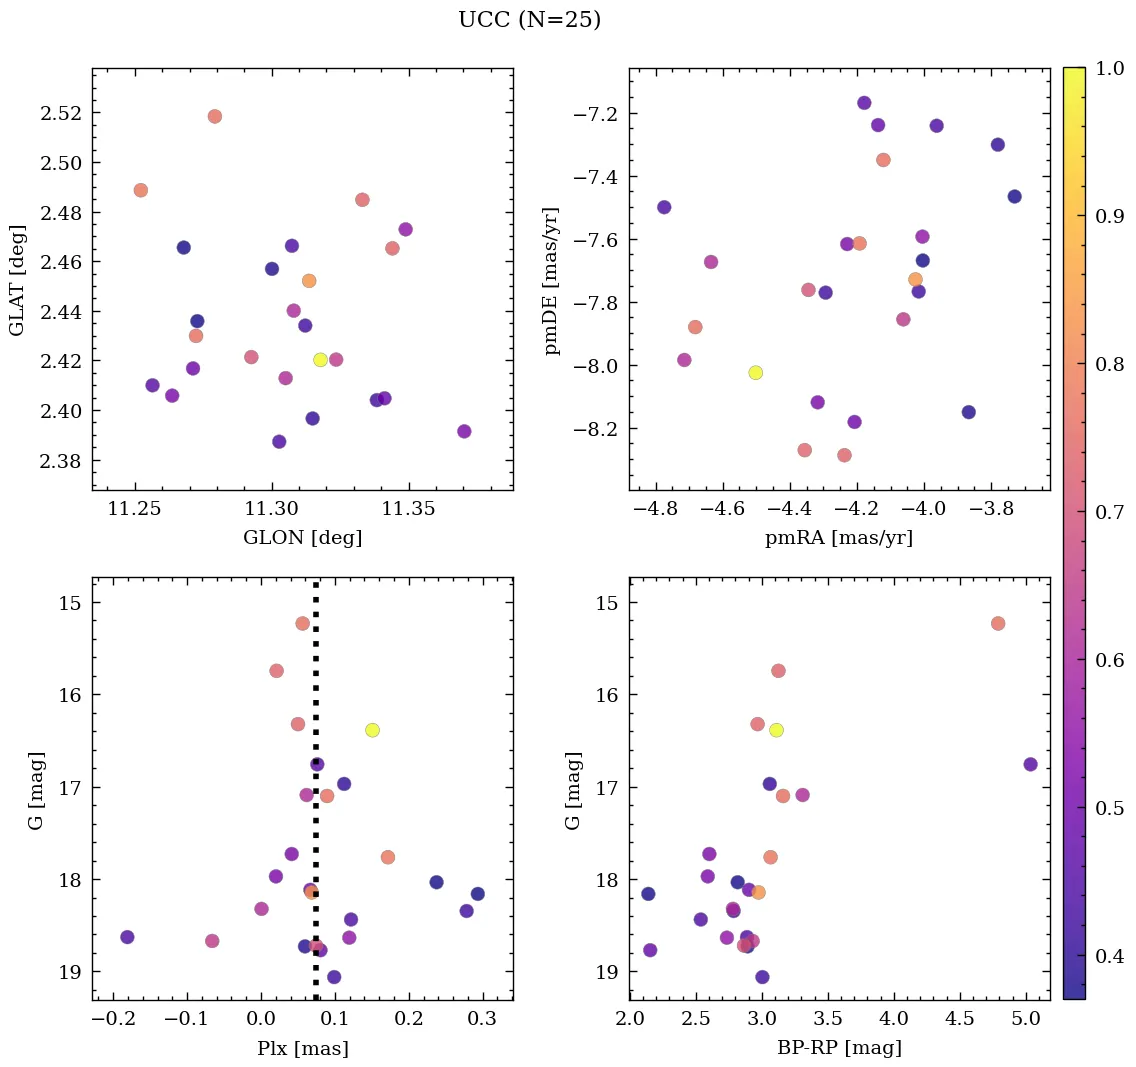 UCC (N=25)
2.52
2.50
2.48
2.46
2.44
2.42
2.40
2.38
GLAT [deg]
11.25 11.30 11.35
GLON [deg]
−7.2
−7.4
−7.6
−7.8
−8.0
−8.2
pmDE [mas/yr]
−4.8 −4.6 −4.4 −4.2 −4.0 −3.8
pmRA [mas/yr]
15
16
17
18
19
G [mag]
−0.2 −0.1 0.0 0.1 0.2 0.3
Plx [mas]
15
16
17
18
19
G [mag]
2.0 2.5 3.0 3.5 4.0 4.5 5.0
BP-RP [mag]
1.0
0.9
0.8
0.7
0.6
0.5
0.4